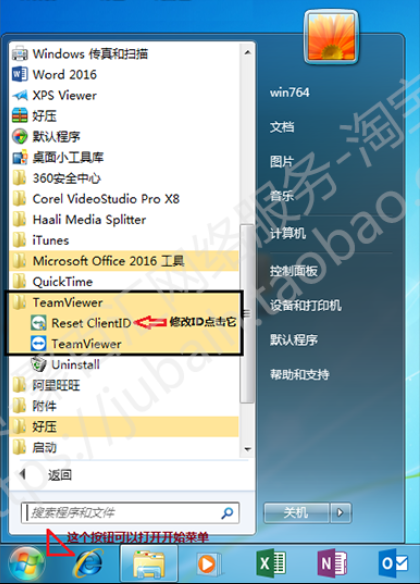 Windows 传真和扫描
Word 2016
XPS Viewer
好压
默认程序
桌面小工具库
360安全中心
Corel VideoStudio Pro X8
Haali Media Splitter
iTunes
Microsoft Office 2016 工具
QuickTime
TeamViewer
Reset ClientID 修改ID点击它
TeamViewer
Uninstall
阿里旺旺
附件
好压
启动
返回
搜索程序和文件
这个按钮可以打开开始菜单
win764
文档
图片
音乐
计算机
控制面板
设备和打印机
默认程序
帮助和支持
关机
网络服务-淘宝
taobao.co